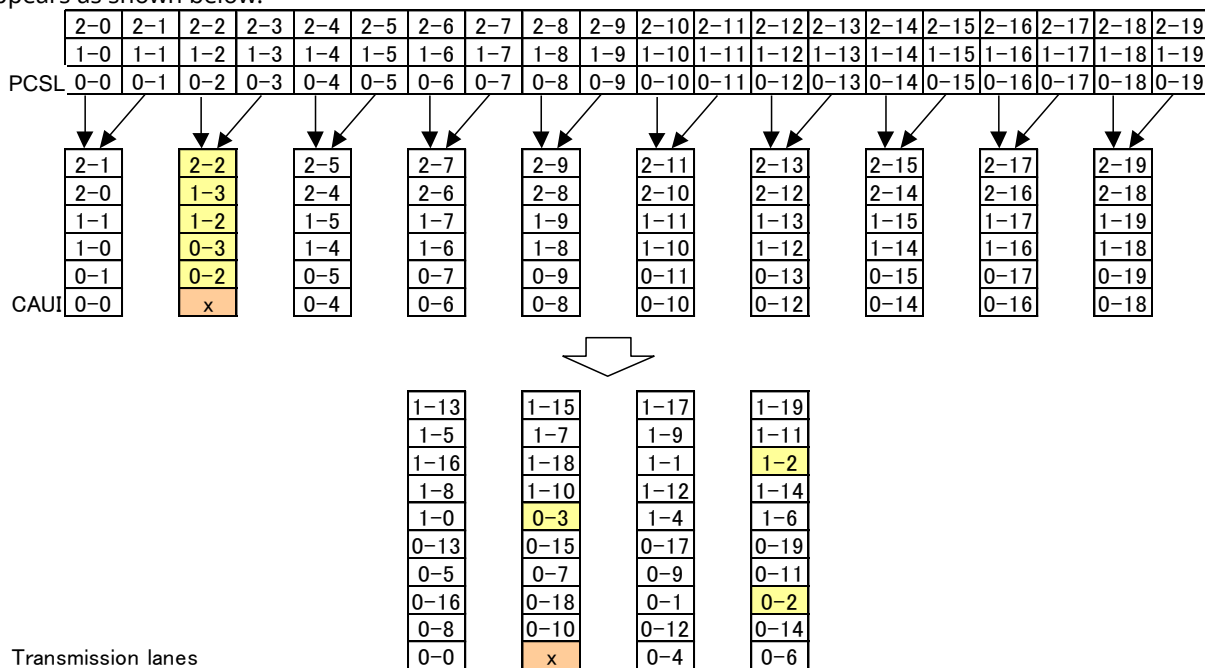 ppears as shown below.
2-0 2-1 2-2 2-3 2-4 2-5 2-6 2-7 2-8 2-9 2-10 2-11 2-12 2-13 2-14 2-15 2-16 2-17 2-18 2-19
1-0 1-1 1-2 1-3 1-4 1-5 1-6 1-7 1-8 1-9 1-10 1-11 1-12 1-13 1-14 1-15 1-16 1-17 1-18 1-19
PCSL 0-0 0-1 0-2 0-3 0-4 0-5 0-6 0-7 0-8 0-9 0-10 0-11 0-12 0-13 0-14 0-15 0-16 0-17 0-18 0-19
2-1 2-2 2-5 2-7 2-9 2-11 2-13 2-15 2-17 2-19
2-0 1-3 2-4 2-6 2-8 2-10 2-12 2-14 2-16 2-18
1-1 1-2 1-5 1-7 1-9 1-11 1-13 1-15 1-17 1-19
1-0 0-3 1-4 1-6 1-8 1-10 1-12 1-14 1-16 1-18
0-1 0-2 0-5 0-7 0-9 0-11 0-13 0-15 0-17 0-19
CAUI 0-0 x 0-4 0-6 0-8 0-10 0-12 0-14 0-16 0-18
1-13 1-15 1-17 1-19
1-5 1-7 1-9 1-11
1-16 1-18 1-1 1-2
1-8 1-10 1-12 1-14
1-0 0-3 1-4 1-6
0-13 0-15 0-17 0-19
0-5 0-7 0-9 0-11
0-16 0-18 0-1 0-2
0-8 0-10 0-12 0-14
Transmission lanes 0-0 x 0-4 0-6